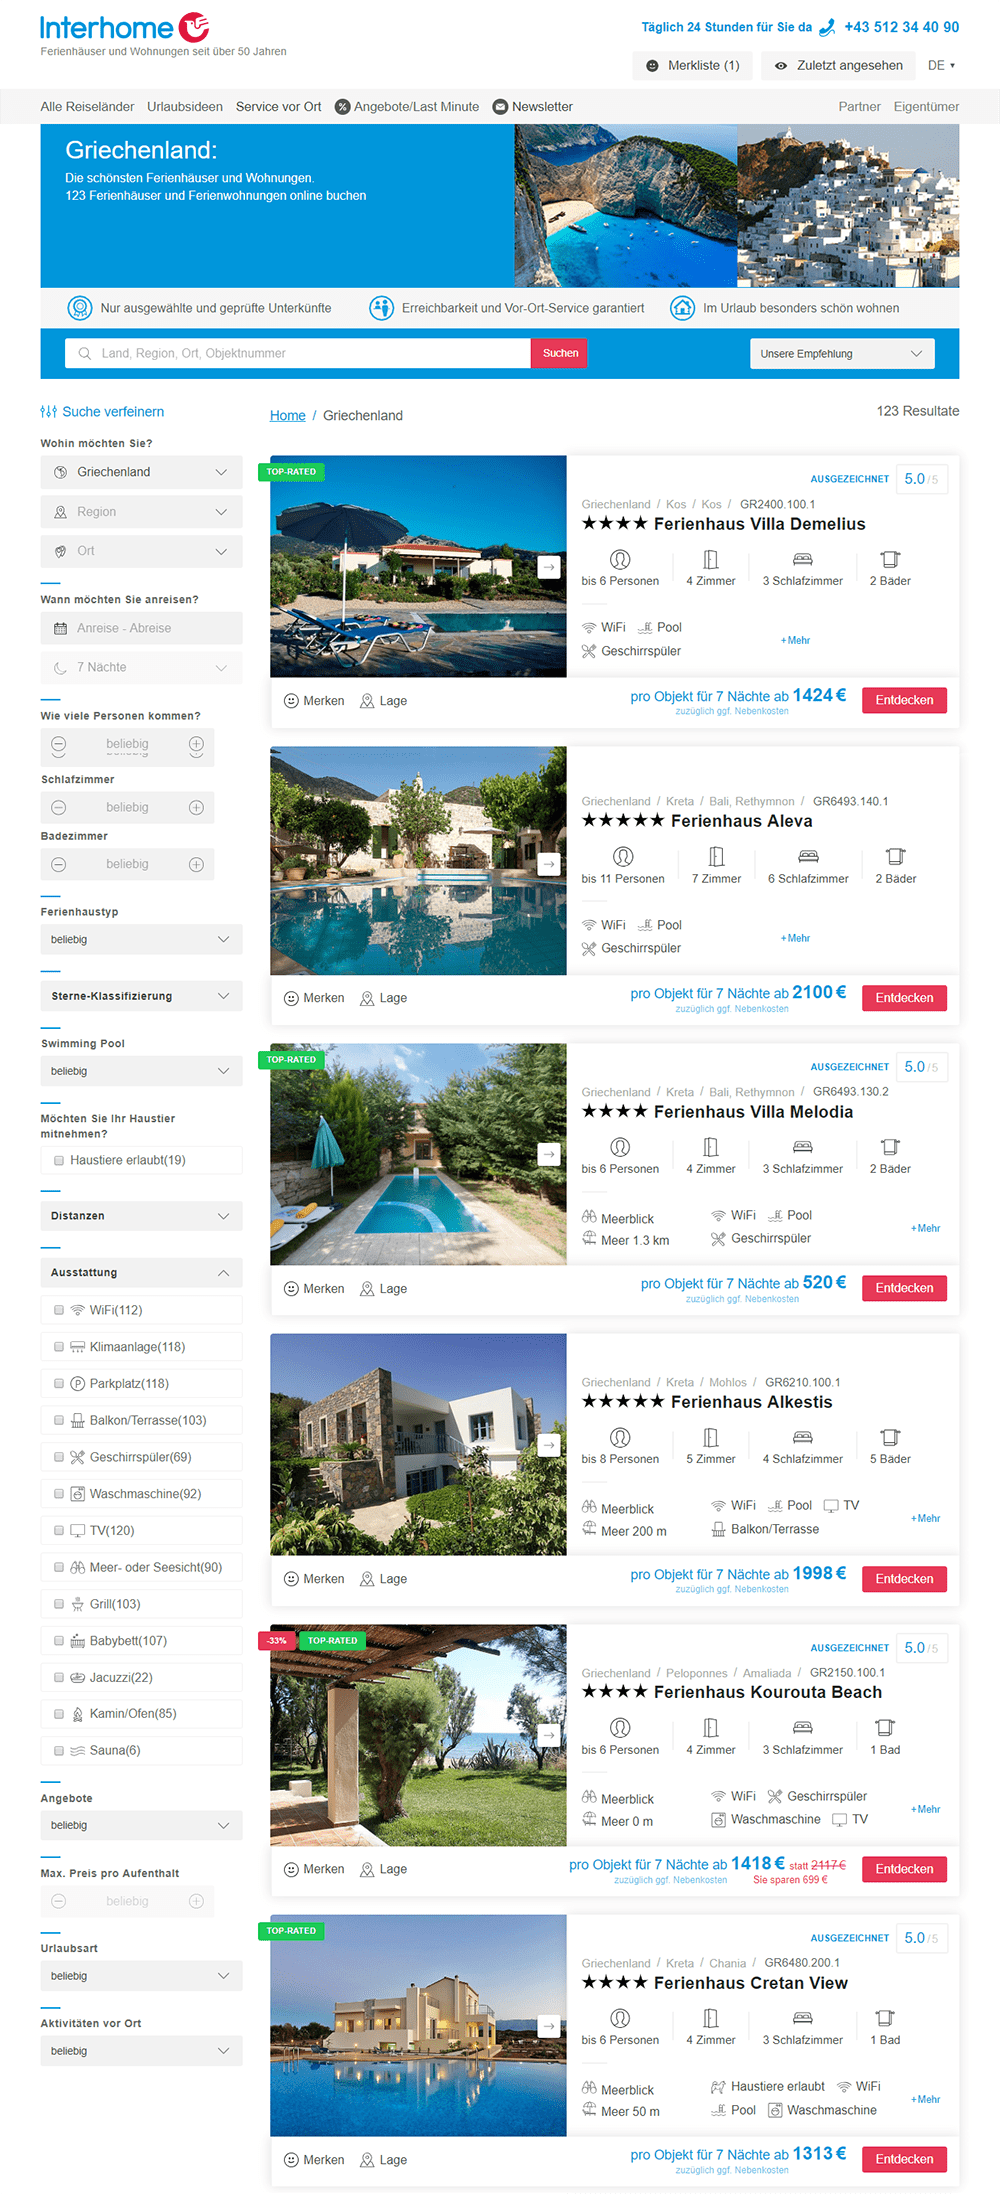 Interhome
Ferienhäuser und Wohnungen seit über 50 Jahren
Täglich 24 Stunden für Sie da +43 512 34 40 90
Merkliste (1) Zuletzt angesehen DE
Alle Reiseländer Urlaubsideen Service vor Ort % Angebote/Last Minute Newsletter Partner Eigentümer
Griechenland:
Die schönsten Ferienhäuser und Wohnungen.
123 Ferienhäuser und Ferienwohnungen online buchen
Nur ausgewählte und geprüfte Unterkünfte Erreichbarkeit und Vor-Ort-Service garantiert Im Urlaub besonders schön wohnen
Land, Region, Ort, Objektnummer Suchen Unsere Empfehlung
Suche verfeinern
Wohin möchten Sie?
Griechenland
Region
Ort
Wann möchten Sie anreisen?
Anreise - Abreise
7 Nächte
Wie viele Personen kommen?
beliebig
Schlafzimmer
beliebig
Badezimmer
beliebig
Ferienhaustyp
beliebig
Sterne-Klassifizierung
Swimming Pool
beliebig
Möchten Sie Ihr Haustier
mitnehmen?
Haustiere erlaubt(19)
Distanzen
Ausstattung
WiFi(112)
Klimaanlage(118)
P Parkplatz(118)
Balkon/Terrasse(103)
Geschirrspüler(69)
Waschmaschine(92)
TV(120)
Meer- oder Seesicht(90)
Grill(103)
Babybett(107)
Jacuzzi(22)
Kamin/Ofen(85)
Sauna(6)
Angebote
beliebig
Max. Preis pro Aufenthalt
beliebig
Urlaubsart
beliebig
Aktivitäten vor Ort
beliebig
Home / Griechenland
123 Resultate
TOP-RATED
AUSGEZEICHNET 5.0/5
Griechenland / Kos / Kos / GR2400.100.1
★★★★ Ferienhaus Villa Demelius
bis 6 Personen 4 Zimmer 3 Schlafzimmer 2 Bäder
WiFi Pool
Geschirrspüler
+Mehr
Merken Lage
pro Objekt für 7 Nächte ab 1424 €
zuzüglich ggf. Nebenkosten
Entdecken
Griechenland / Kreta / Bali, Rethymnon / GR6493.140.1
★★★★★ Ferienhaus Aleva
bis 11 Personen 7 Zimmer 6 Schlafzimmer 2 Bäder
WiFi Pool
Geschirrspüler
+Mehr
Merken Lage
pro Objekt für 7 Nächte ab 2100 €
zuzüglich ggf. Nebenkosten
Entdecken
TOP-RATED
AUSGEZEICHNET 5.0/5
Griechenland / Kreta / Bali, Rethymnon / GR6493.130.2
★★★★ Ferienhaus Villa Melodia
bis 6 Personen 4 Zimmer 3 Schlafzimmer 2 Bäder
Meerblick WiFi Pool
Meer 1.3 km Geschirrspüler
+Mehr
Merken Lage
pro Objekt für 7 Nächte ab 520 €
zuzüglich ggf. Nebenkosten
Entdecken
Griechenland / Kreta / Mohlos / GR6210.100.1
★★★★★ Ferienhaus Alkestis
bis 8 Personen 5 Zimmer 4 Schlafzimmer 5 Bäder
Meerblick WiFi Pool TV
Meer 200 m Balkon/Terrasse
+Mehr
Merken Lage
pro Objekt für 7 Nächte ab 1998 €
zuzüglich ggf. Nebenkosten
Entdecken
-33% TOP-RATED
AUSGEZEICHNET 5.0/5
Griechenland / Peloponnes / Amaliada / GR2150.100.1
★★★★ Ferienhaus Kourouta Beach
bis 6 Personen 4 Zimmer 3 Schlafzimmer 1 Bad
Meerblick WiFi Geschirrspüler
Meer 0 m Waschmaschine TV
+Mehr
Merken Lage
pro Objekt für 7 Nächte ab 1418 € statt 2117 €
zuzüglich ggf. Nebenkosten Sie sparen 699 €
Entdecken
TOP-RATED
AUSGEZEICHNET 5.0/5
Griechenland / Kreta / Chania / GR6480.200.1
★★★★ Ferienhaus Cretan View
bis 6 Personen 4 Zimmer 3 Schlafzimmer 1 Bad
Meerblick Haustiere erlaubt WiFi
Meer 50 m Pool Waschmaschine
+Mehr
Merken Lage
pro Objekt für 7 Nächte ab 1313 €
zuzüglich ggf. Nebenkosten
Entdecken